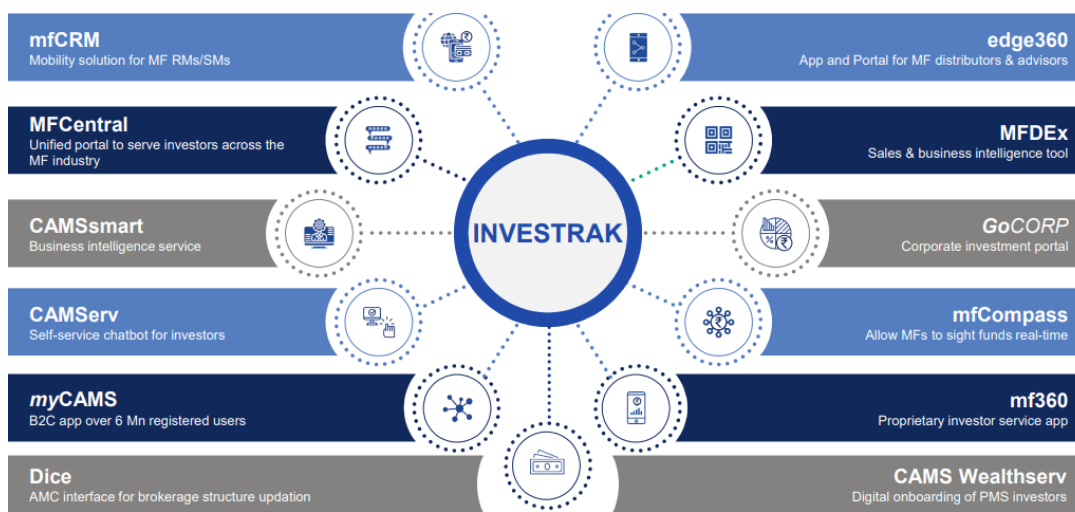 mfCRM
Mobility solution for MF RMs/SMs
edge360
App and Portal for MF distributors & advisors
MFCentral
Unified portal to serve investors across the
MF industry
MFDEx
Sales & business intelligence tool
CAMSsmart
Business intelligence service
INVESTRAK
GoCORP
Corporate investment portal
CAMServ
Self-service chatbot for investors
mfCompass
Allow MFs to sight funds real-time
myCAMS
B2C app over 6 Mn registered users
mf360
Proprietary investor service app
Dice
AMC interface for brokerage structure updation
CAMS Wealthserv
Digital onboarding of PMS investors